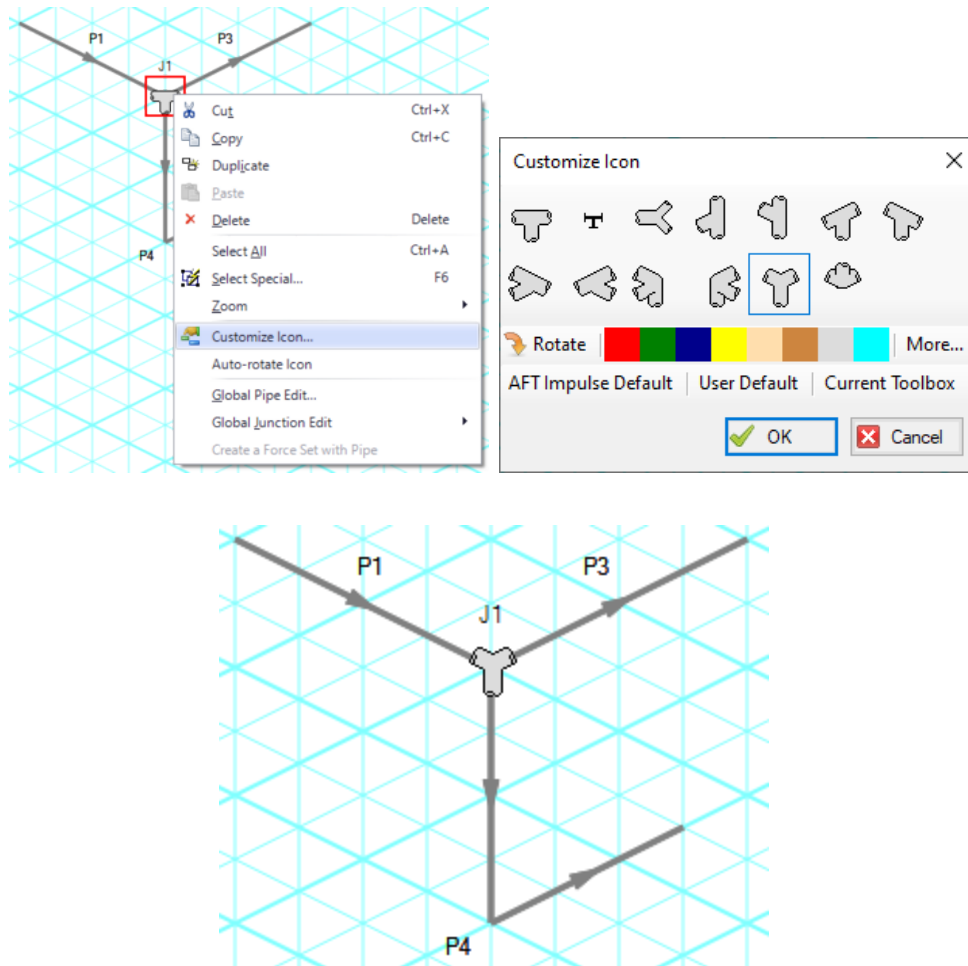 P1
P3
J1
Cut Ctrl+X
Copy Ctrl+C
Duplicate
Paste
Delete Delete
Select All Ctrl+A
Select Special... F6
Zoom
Customize Icon...
Auto-rotate Icon
Global Pipe Edit...
Global Junction Edit
Create a Force Set with Pipe
P4
Customize Icon
Rotate More...
AFT Impulse Default User Default Current Toolbox
OK Cancel
P1
P3
J1
P4